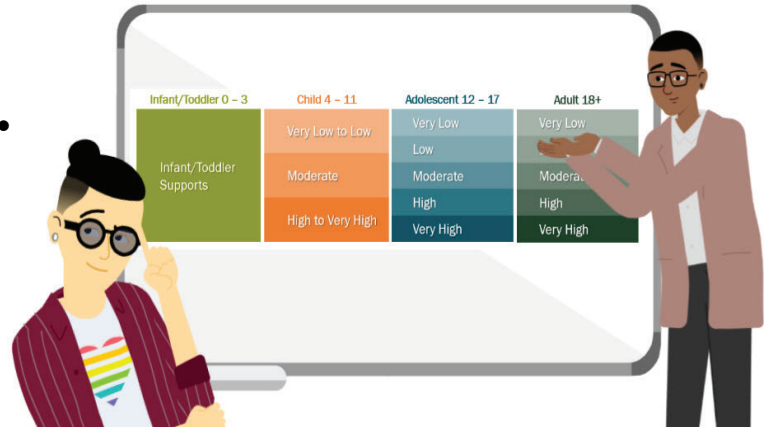 Infant/Toddler 0 – 3
Infant/Toddler
Supports
Child 4 – 11
Very Low to Low
Moderate
High to Very High
Adolescent 12 – 17
Very Low
Low
Moderate
High
Very High
Adult 18+
Very Low
High
Very High